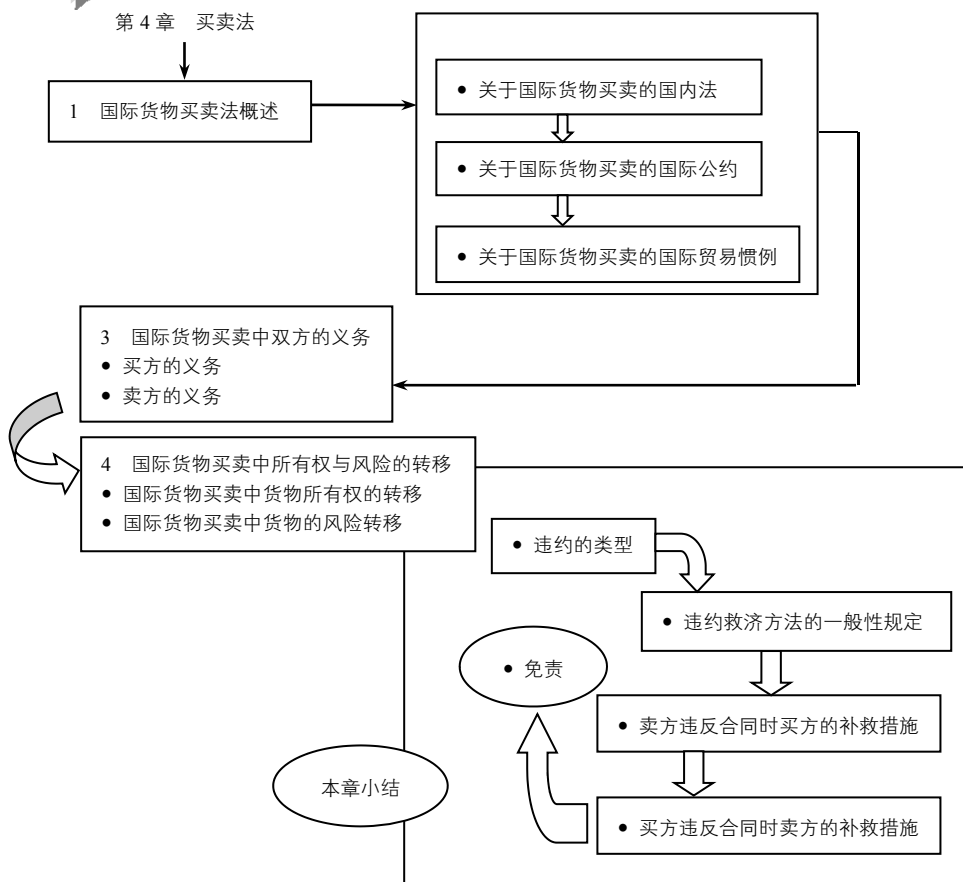 第 4 章 买卖法
1 国际货物买卖法概述
• 关于国际货物买卖的国内法
• 关于国际货物买卖的国际公约
• 关于国际货物买卖的国际贸易惯例
3 国际货物买卖中双方的义务
• 买方的义务
• 卖方的义务
4 国际货物买卖中所有权与风险的转移
• 国际货物买卖中货物所有权的转移
• 国际货物买卖中货物的风险转移
• 违约的类型
• 违约救济方法的一般性规定
• 免责
• 卖方违反合同时买方的补救措施
本章小结
• 买方违反合同时卖方的补救措施